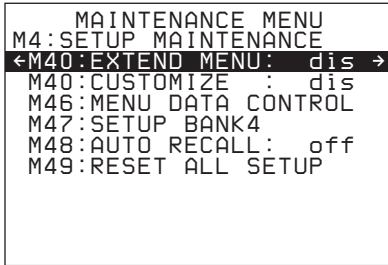 MAINTENANCE MENU
M4:SETUP MAINTENANCE
←M40:EXTEND MENU:  dis →
M40:CUSTOMIZE  :  dis
M46:MENU DATA CONTROL
M47:SETUP BANK4
M48:AUTO RECALL:  off
M49:RESET ALL SETUP